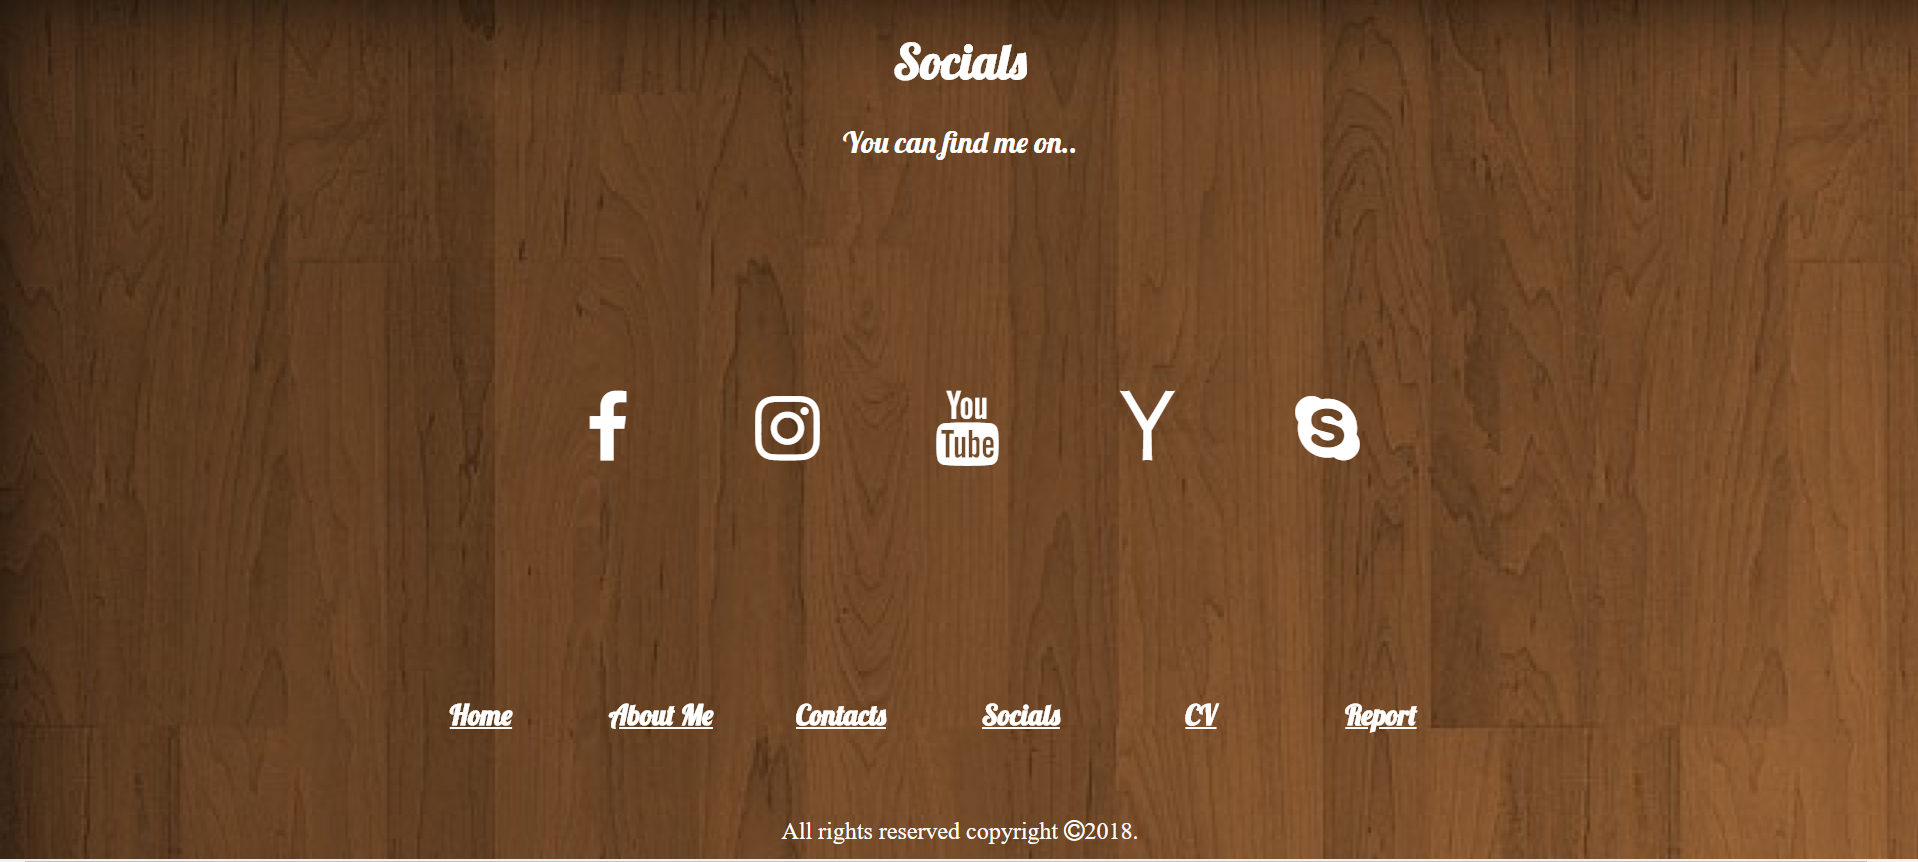 Socials
You can find me on..
You
Tube
Home About Me Contacts Socials CV Report
All rights reserved copyright ©2018.